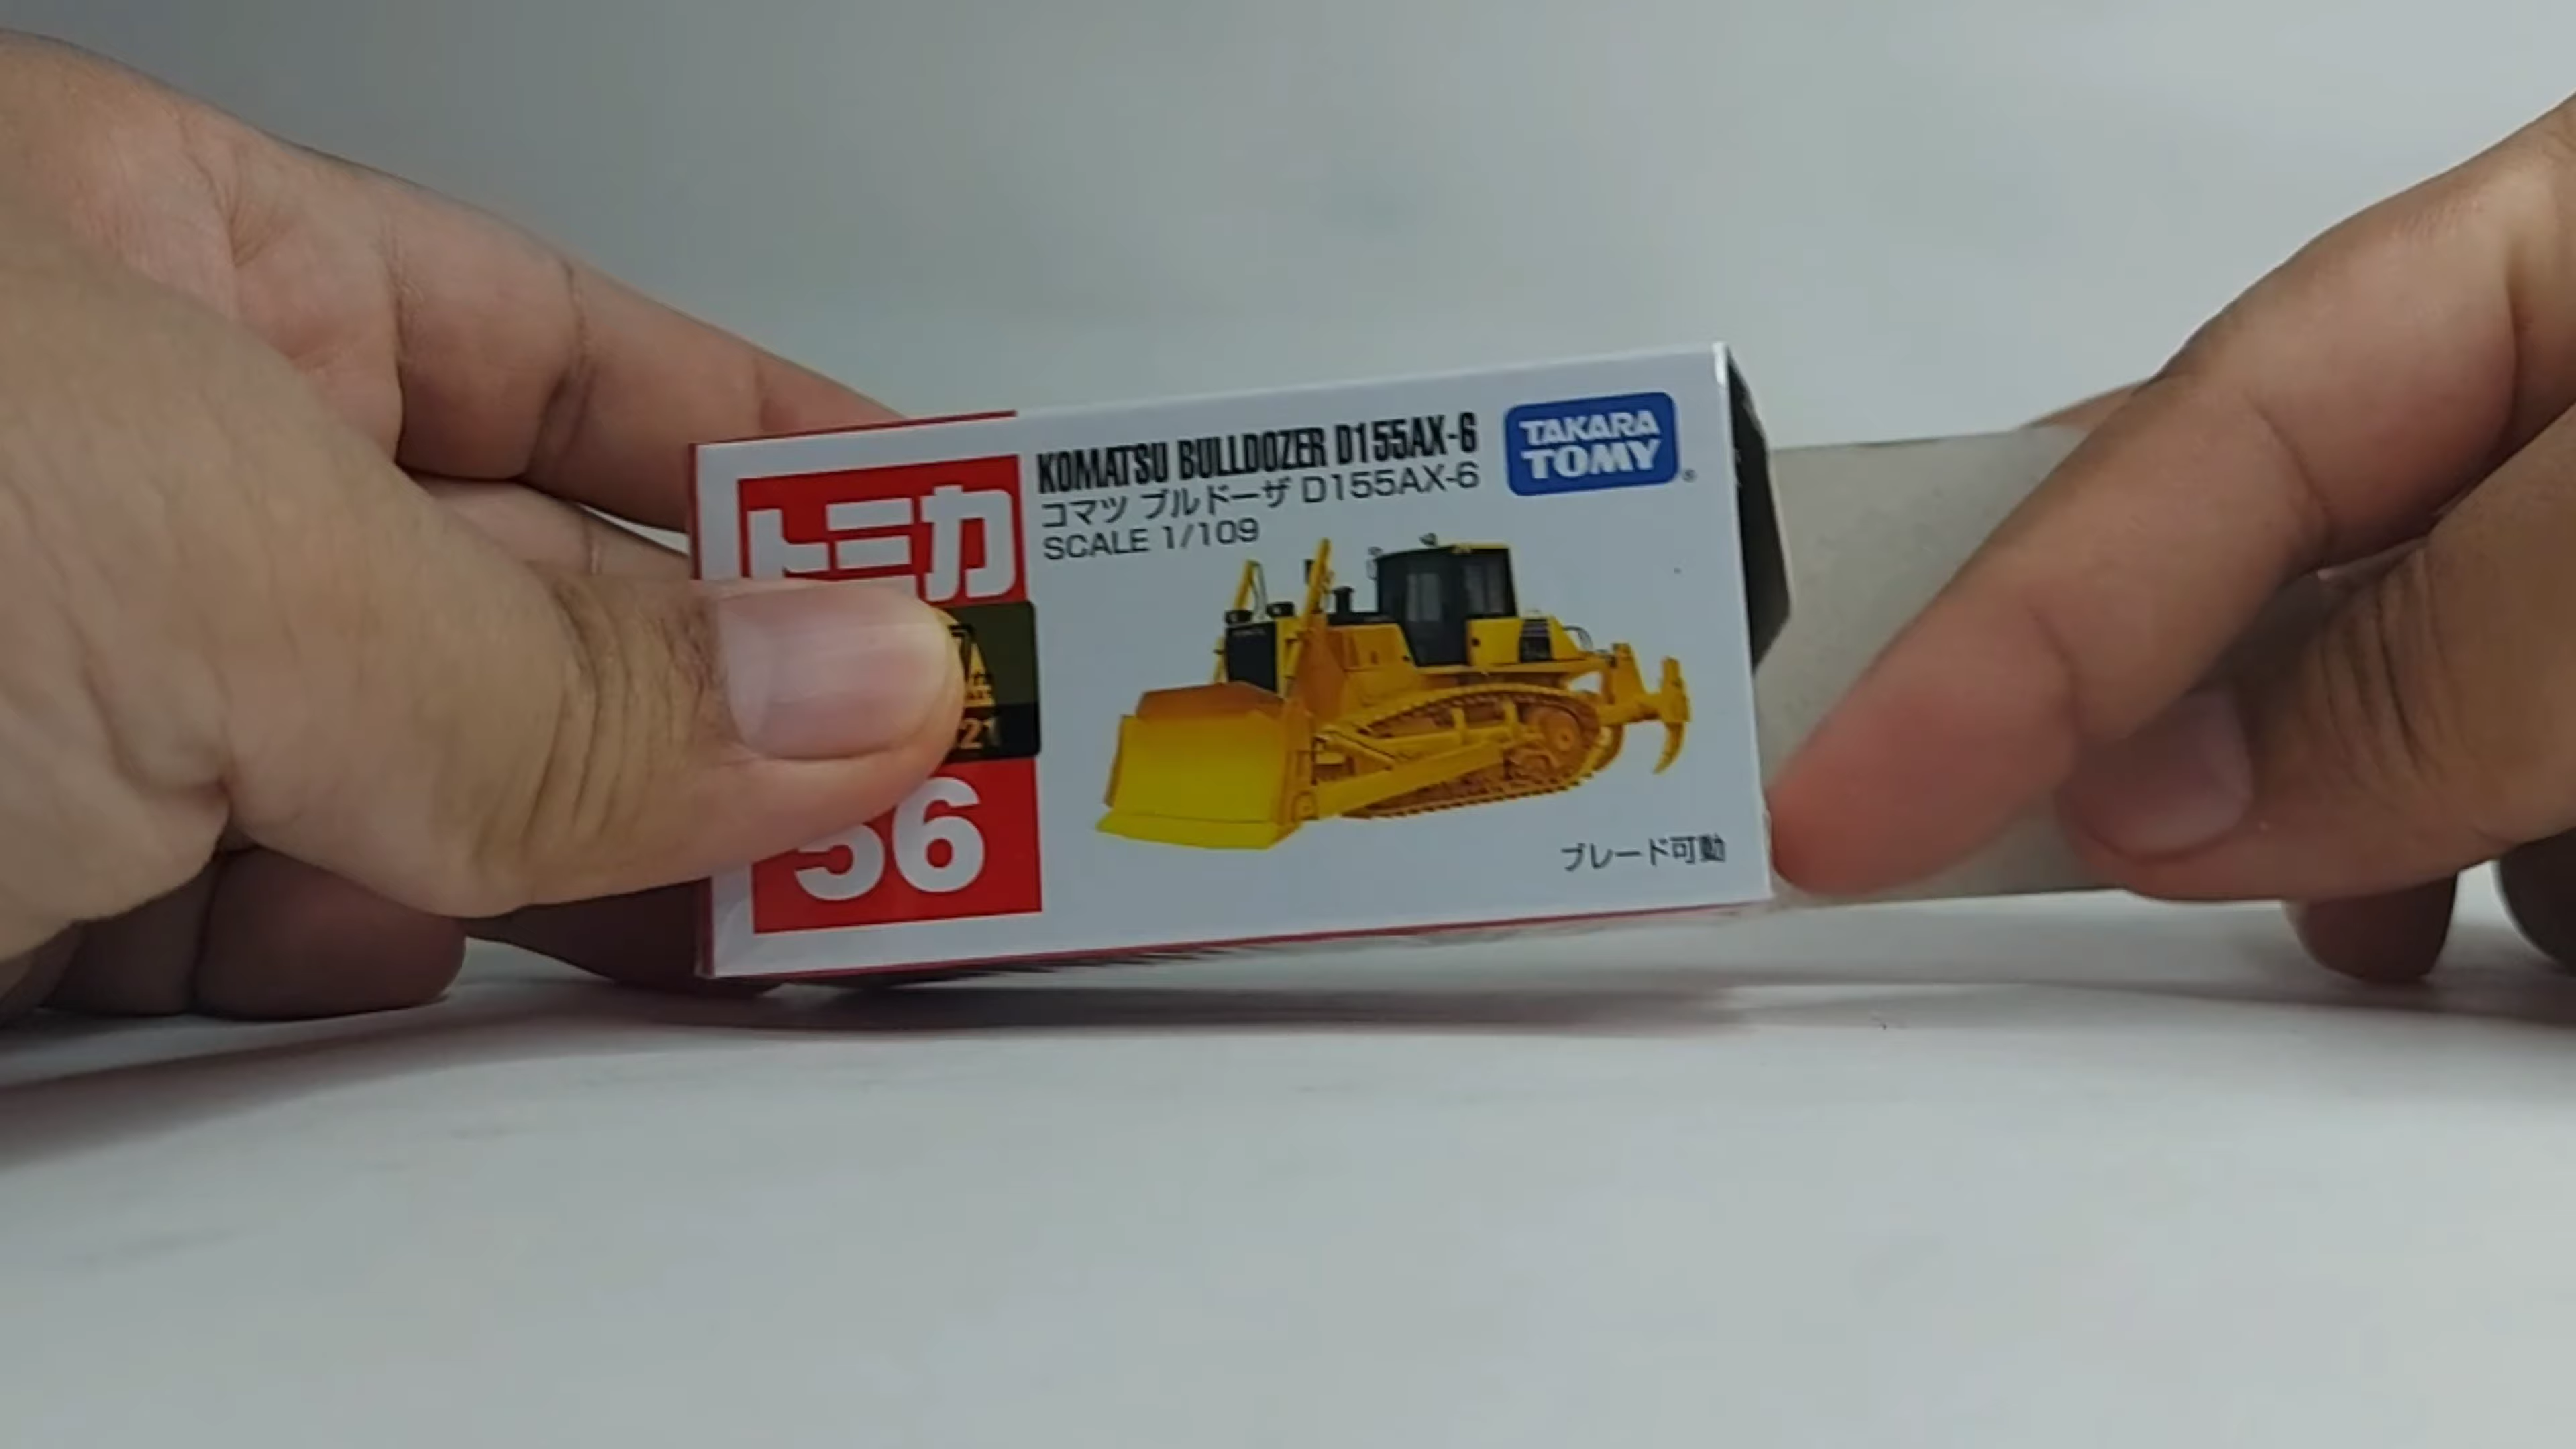 トミカ
21
56
KOMATSU BULLDOZER D155AX-6
コマツ ブルドーザ D155AX-6
SCALE 1/109
TAKARA
TOMY
®
ブレード可動